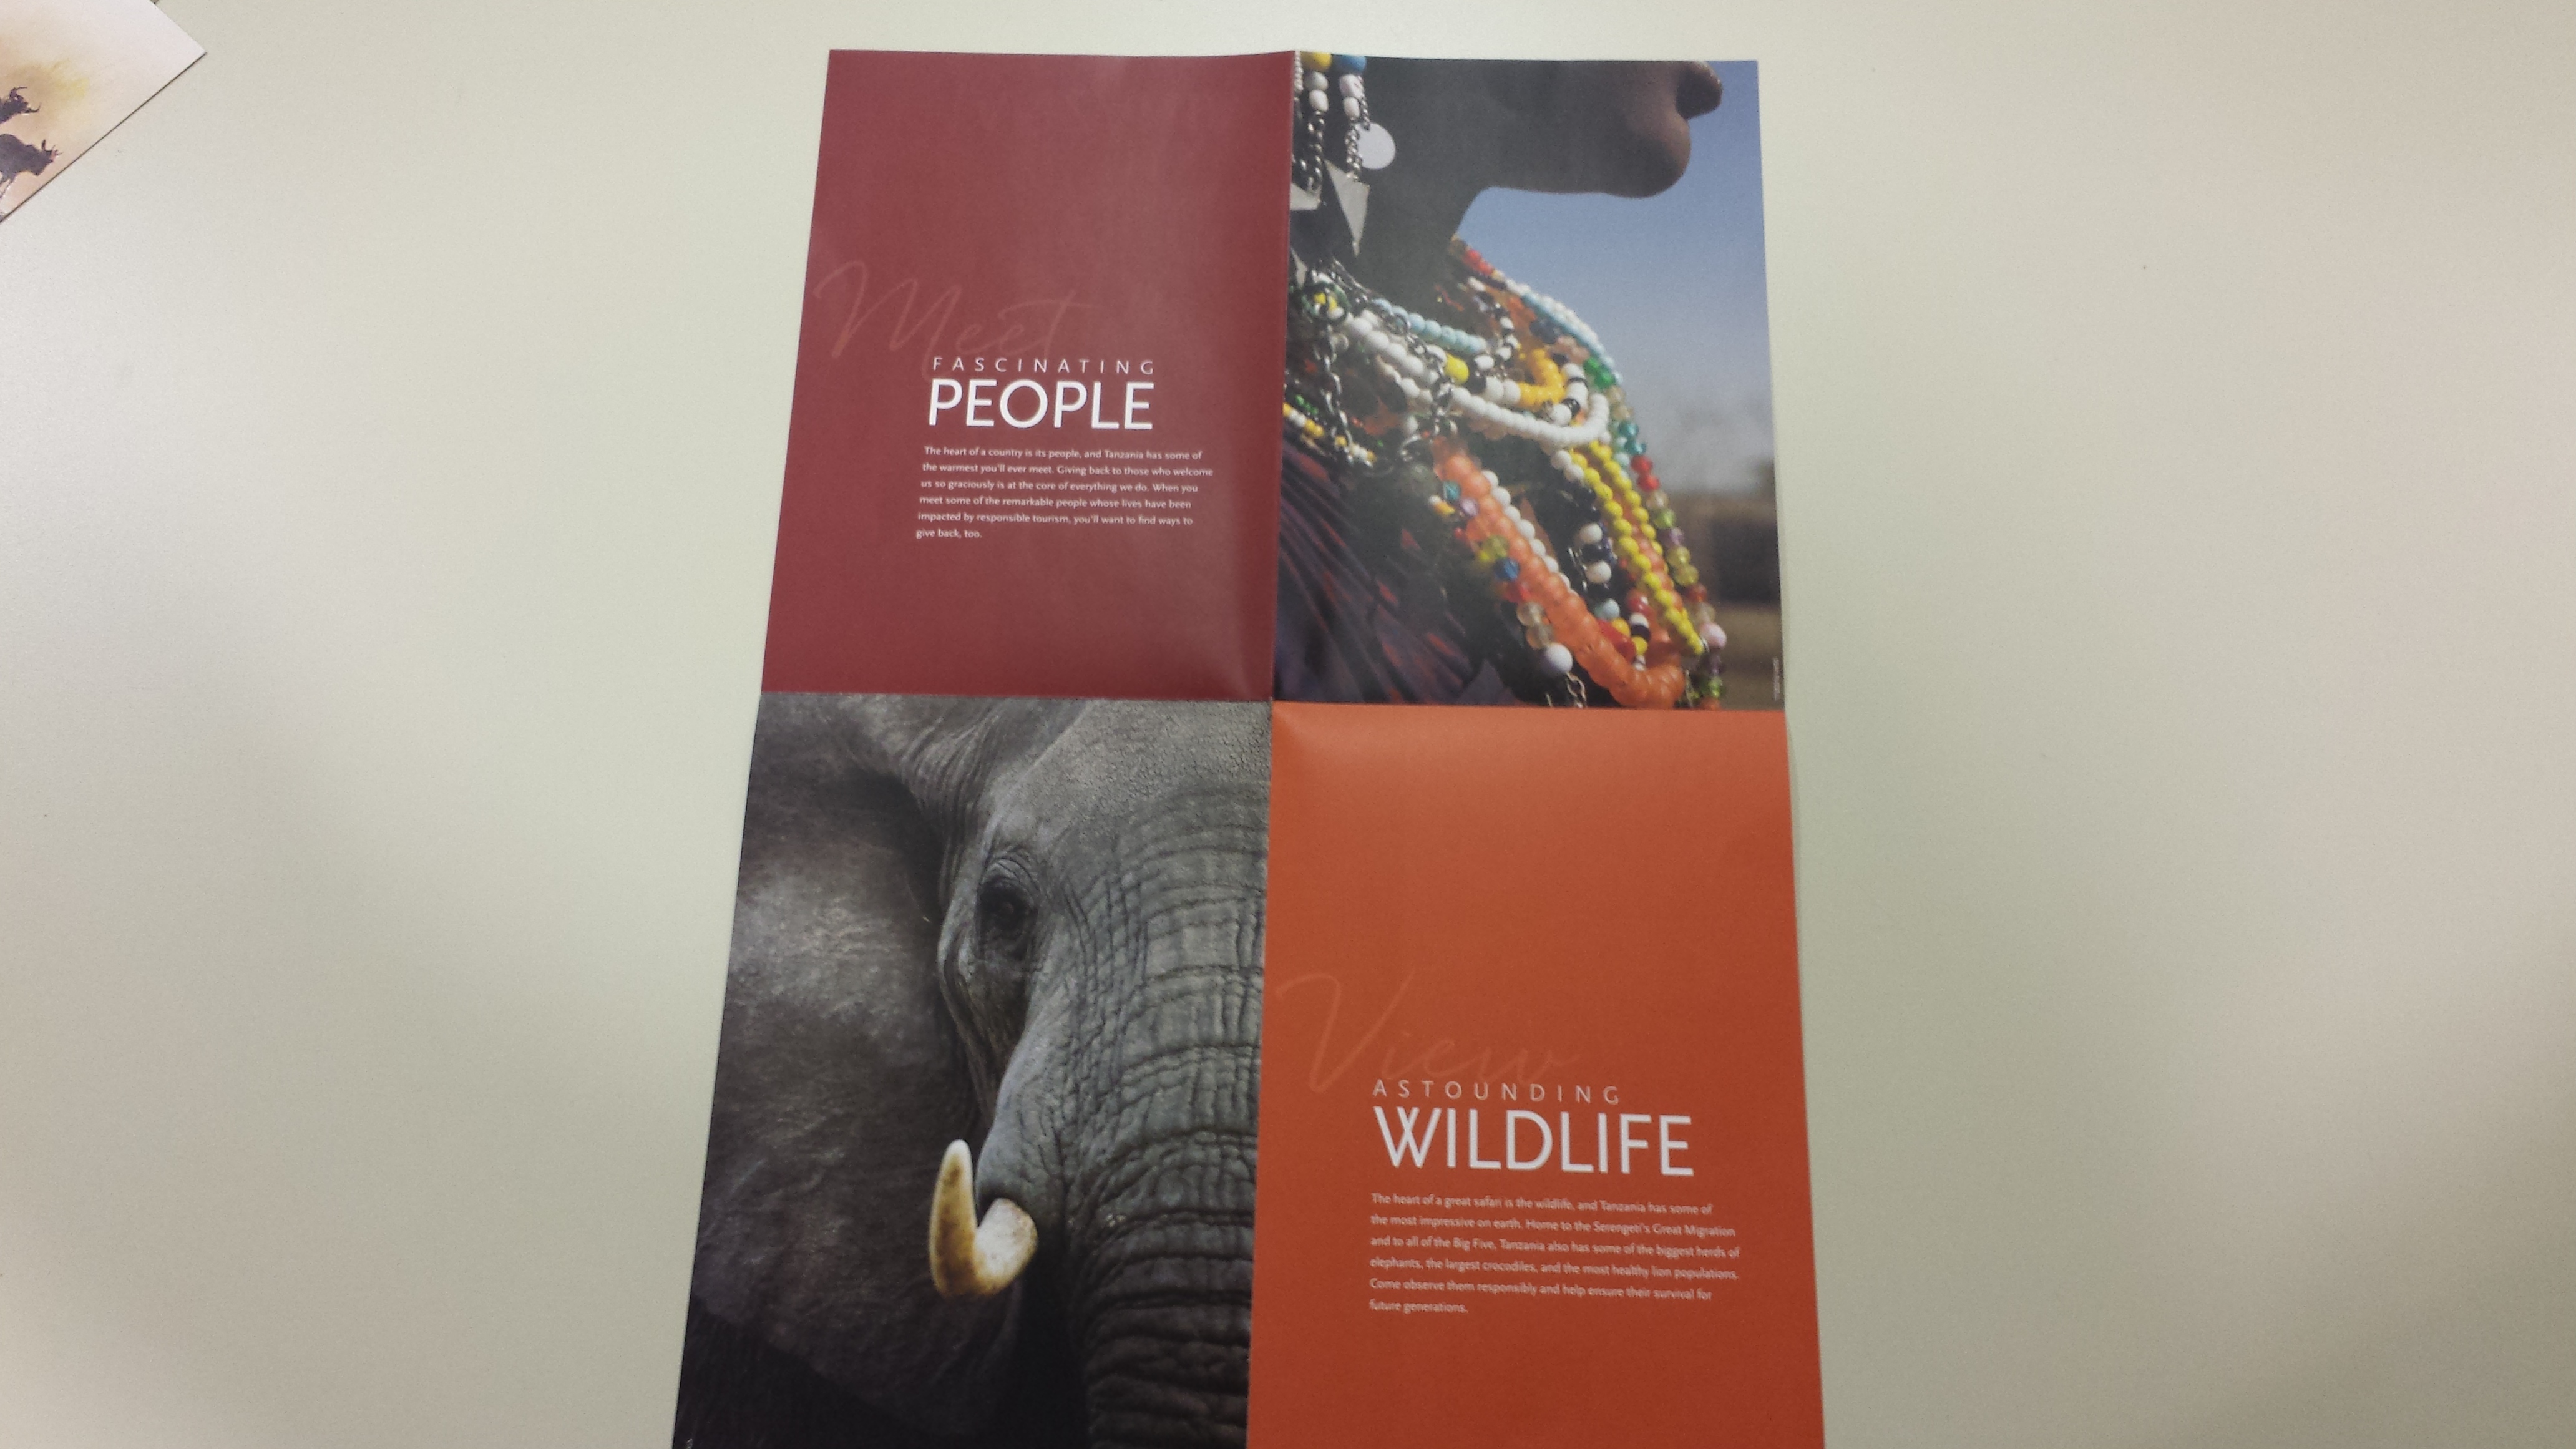 Meet
FASCINATING
PEOPLE
The heart of a country is its people, and Tanzania has some of
the warmest you'll ever meet. Giving back to those who welcome
us so graciously is at the core of everything we do. When you
meet some of the remarkable people whose lives have been
impacted by responsible tourism, you'll want to find ways to
give back, too.
View
ASTOUNDING
WILDLIFE
The heart of a great safari is the wildlife, and Tanzania has some of
the most impressive on earth. Home to the Serengeti's Great Migration
and to all of the Big Five, Tanzania also has some of the biggest herds of
elephants, the largest crocodiles, and the most healthy lion populations.
Come observe them responsibly and help ensure their survival for
future generations.